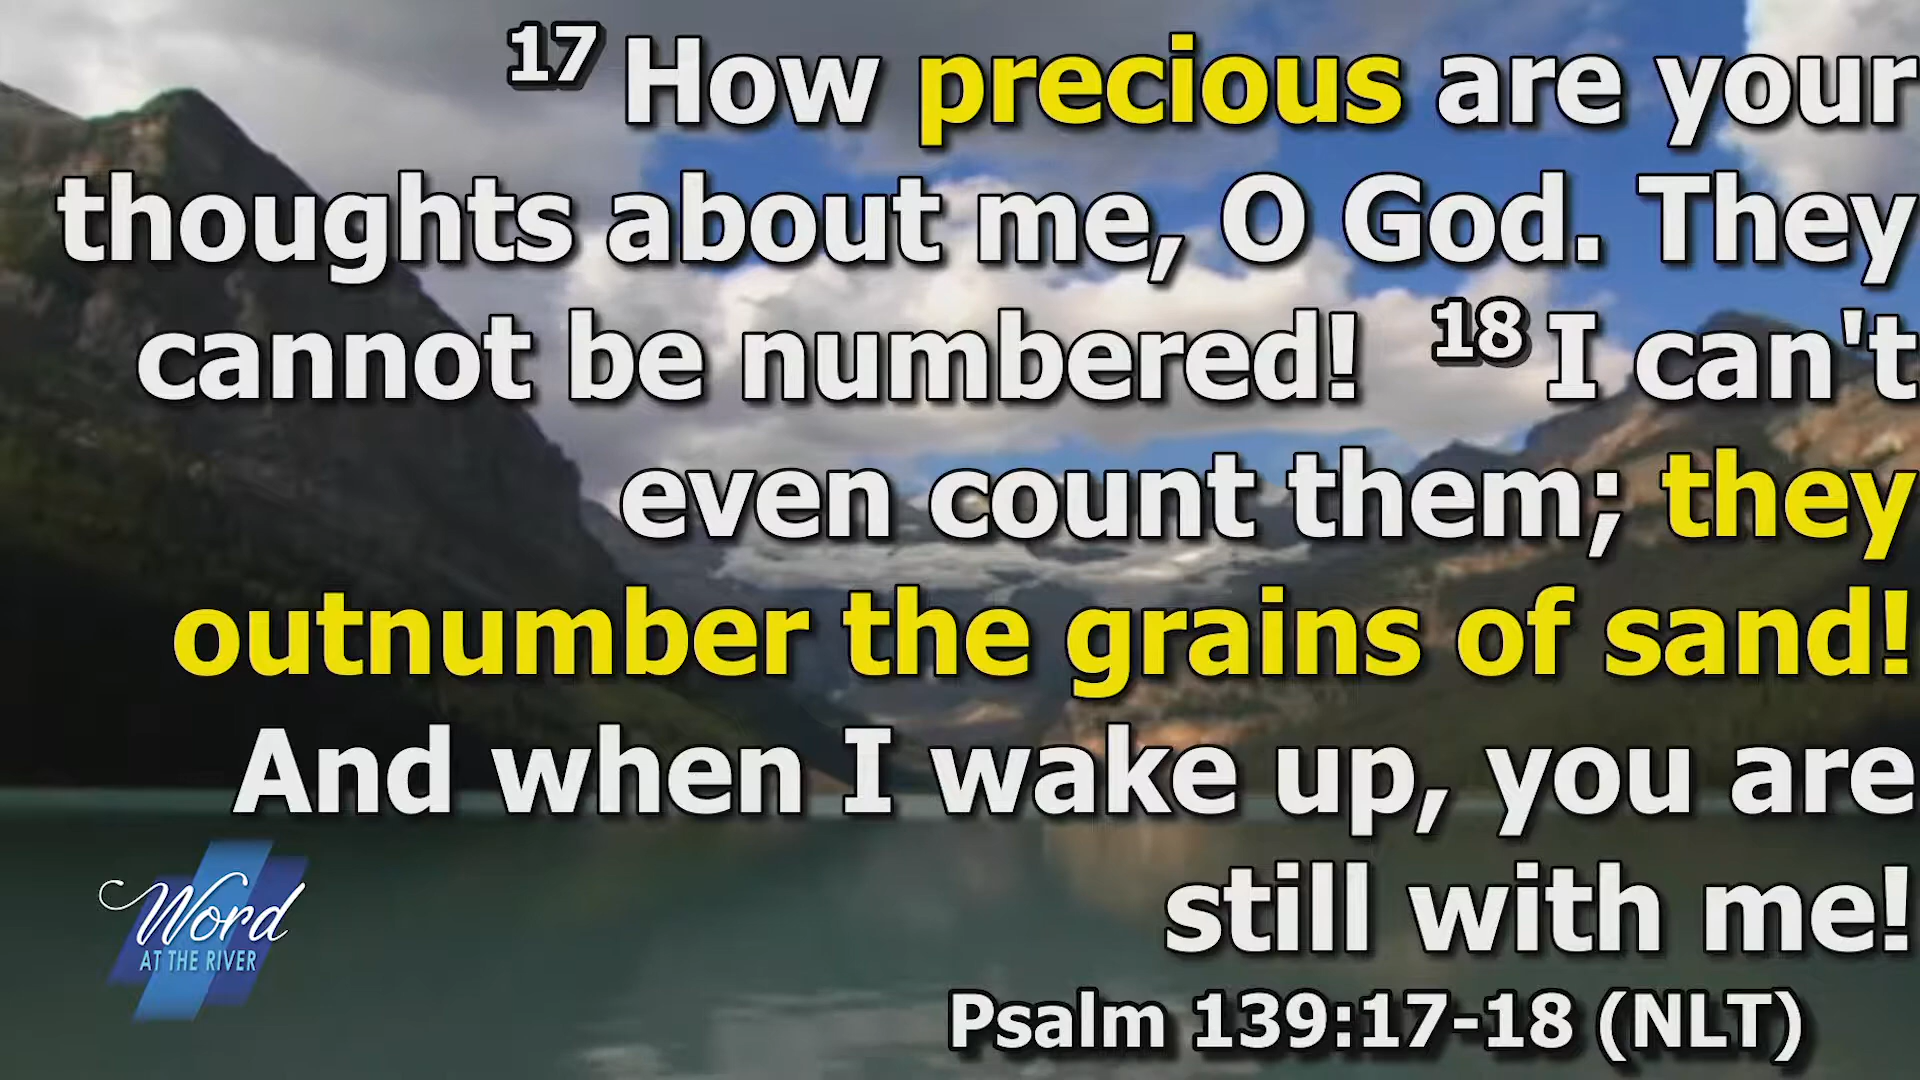 17 How precious are your
thoughts about me, O God. They
cannot be numbered! 18 I can't
even count them; they
outnumber the grains of sand!
And when I wake up, you are
still with me!
Psalm 139:17-18 (NLT)
Word
AT THE RIVER